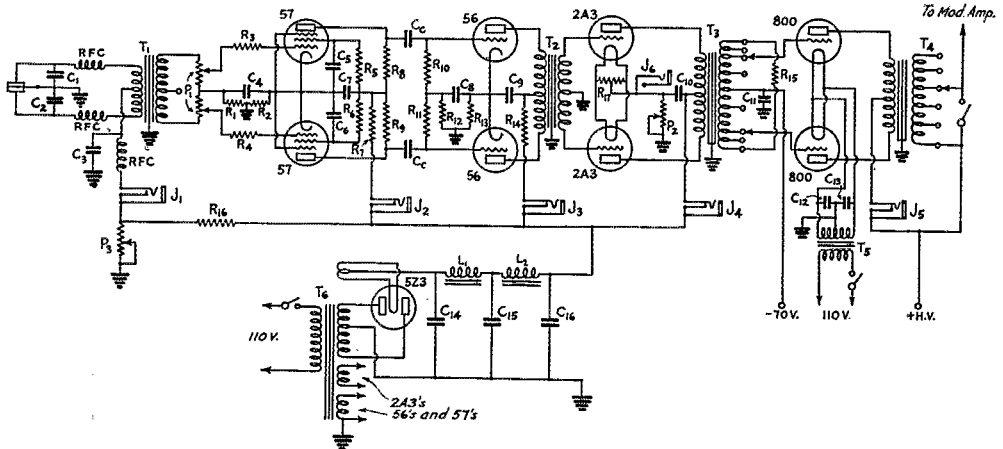 To Mod. Amp.
57
56
2A3
800
RFC
T1
R3
C1
C2
P1
C4
R1
R2
RFC
C3
RFC
R4
C5
C7
C6
R5
R6
R7
R8
R9
57
Cc
Cc
R10
R11
C8
R12
R13
C9
R14
56
T2
R17
J6
C10
P2
2A3
T3
R15
C11
800
C12
C13
T4
J1
J2
J3
J4
J5
R16
P3
T5
-70V.
110V.
+H.V.
T6
5Z3
L1
L2
C14
C15
C16
110V.
2A3's
56's and 57's